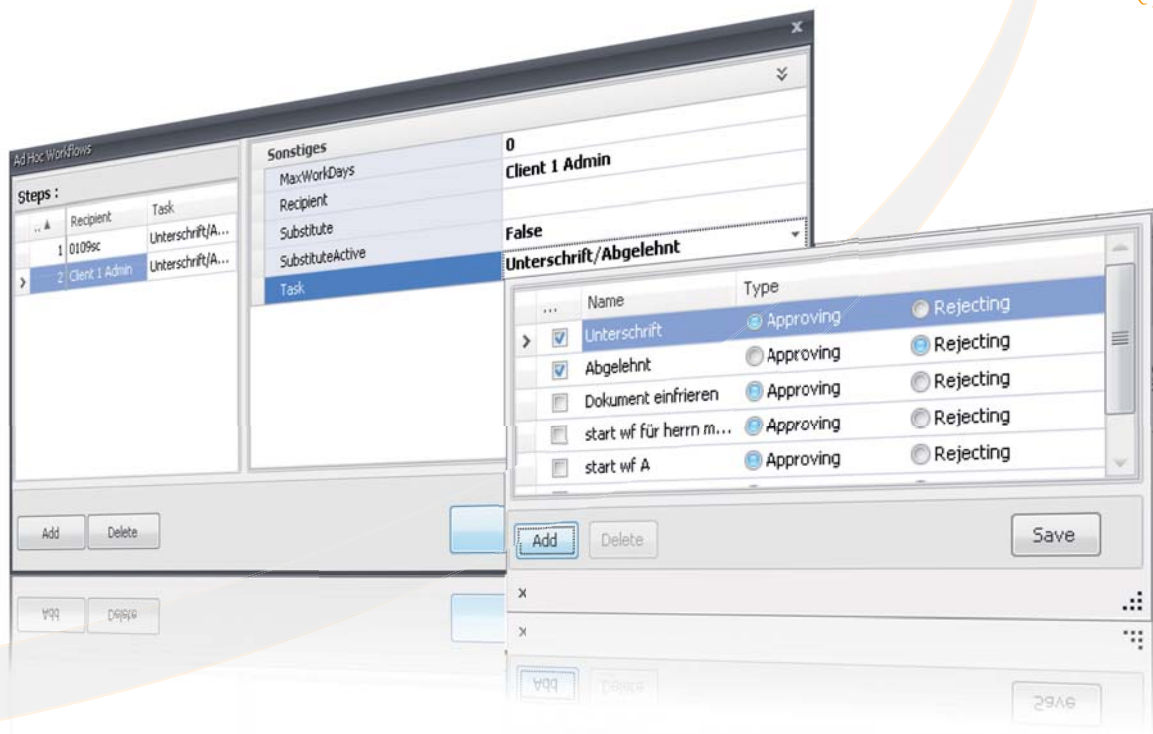 x
Ad Hoc Workflows
Steps :
.. Recipient Task
1 0109sc Unterschrift/A...
2 Client 1 Admin Unterschrift/A...
Add Delete
Sonstiges
MaxWorkDays 0
Recipient Client 1 Admin
Substitute
SubstituteActive False
Task Unterschrift/Abgelehnt
... Name Type
Unterschrift Approving Rejecting
Abgelehnt Approving Rejecting
Dokument einfrieren Approving Rejecting
start wf für herrn m... Approving Rejecting
start wf A Approving Rejecting
Add Delete Save
x